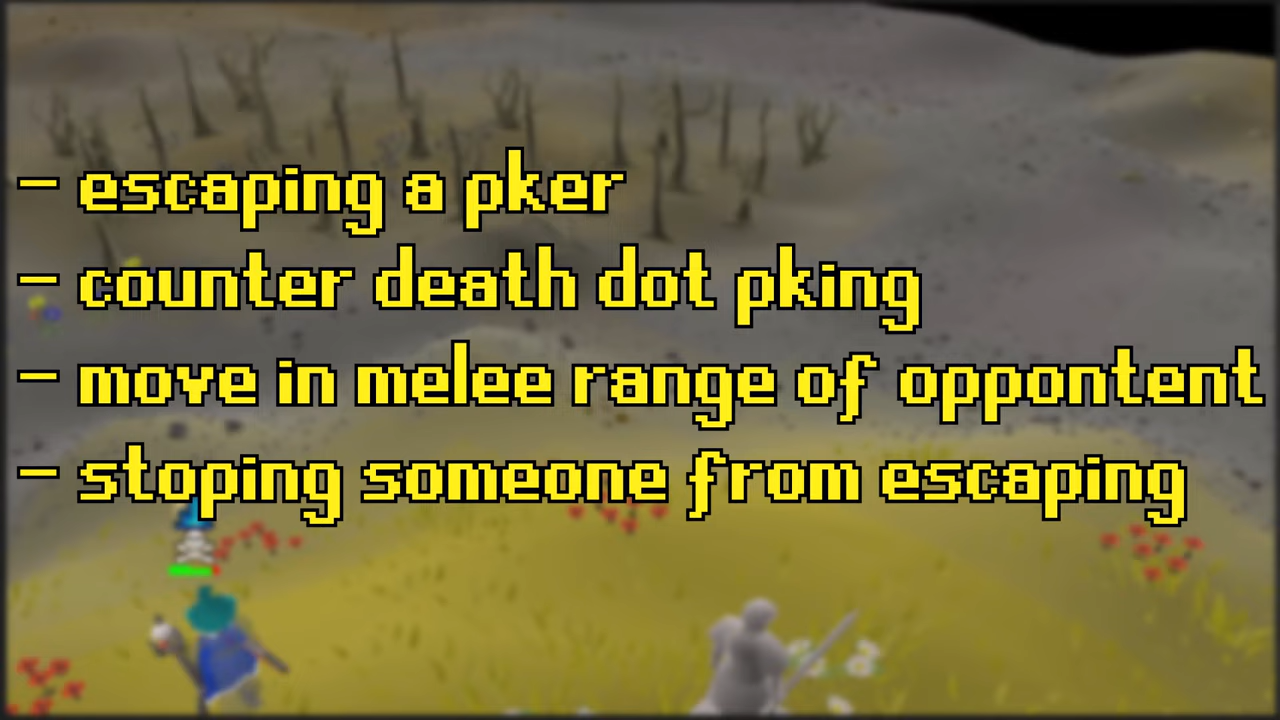 - escaping a pker
- counter death dot pking
- move in melee range of oppontent
- stoping someone from escaping